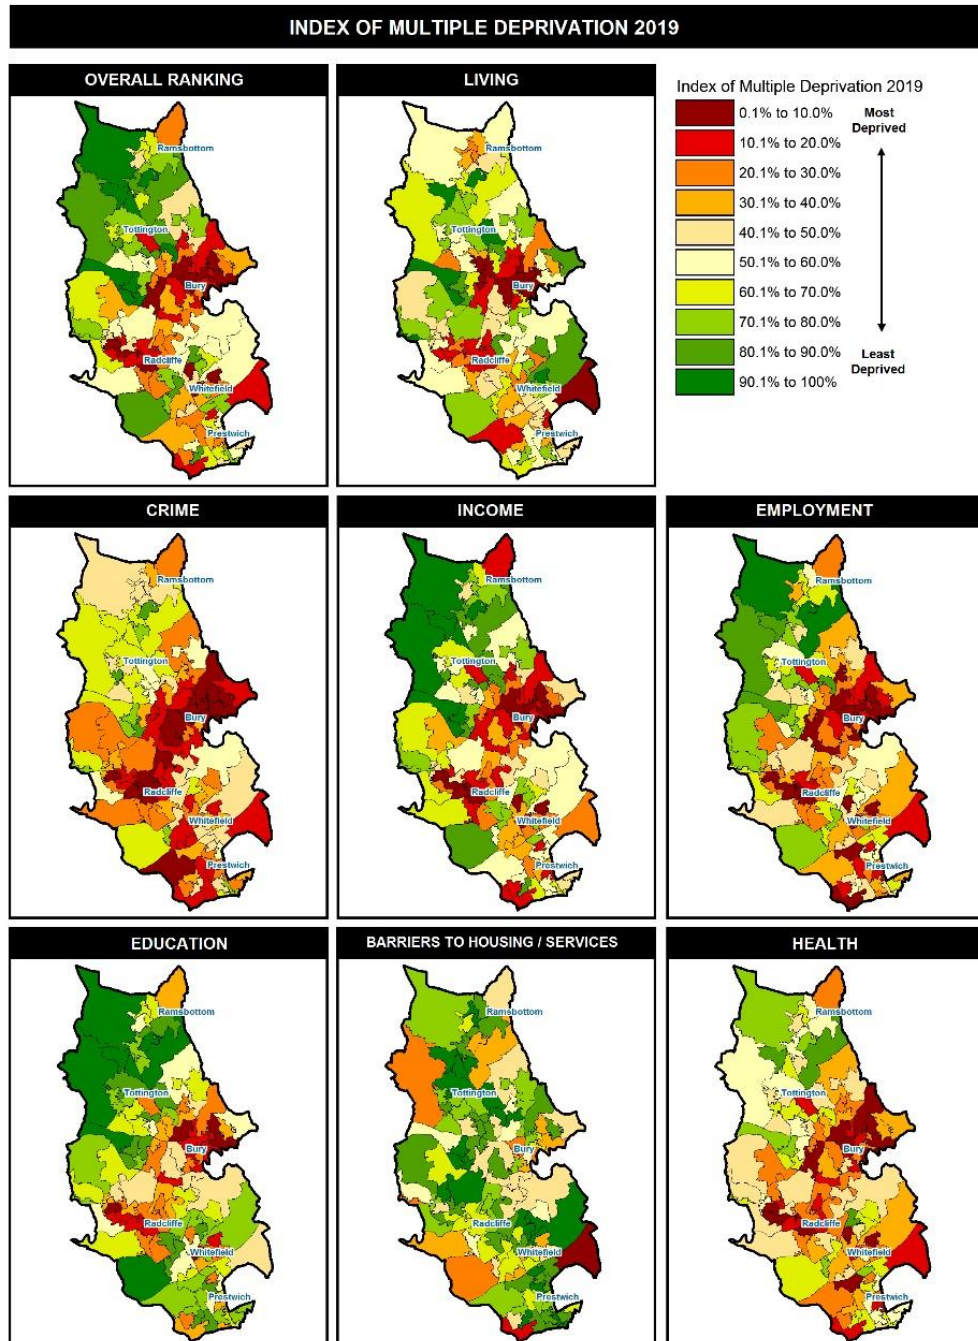 INDEX OF MULTIPLE DEPRIVATION 2019
OVERALL RANKING
Ramsbottom
Tottington
Bury
Radcliffe
Whitefield
Prestwich
LIVING
Ramsbottom
Tottington
Bury
Radcliffe
Whitefield
Prestwich
Index of Multiple Deprivation 2019
0.1% to 10.0%
10.1% to 20.0%
20.1% to 30.0%
30.1% to 40.0%
40.1% to 50.0%
50.1% to 60.0%
60.1% to 70.0%
70.1% to 80.0%
80.1% to 90.0%
90.1% to 100%
Most
Deprived
Least
Deprived
CRIME
Ramsbottom
Tottington
Bury
Radcliffe
Whitefield
Prestwich
INCOME
Ramsbottom
Tottington
Bury
Radcliffe
Whitefield
Prestwich
EMPLOYMENT
Ramsbottom
Tottington
Bury
Radcliffe
Whitefield
Prestwich
EDUCATION
Ramsbottom
Tottington
Bury
Radcliffe
Whitefield
Prestwich
BARRIERS TO HOUSING / SERVICES
Ramsbottom
Tottington
Bury
Radcliffe
Whitefield
Prestwich
HEALTH
Ramsbottom
Tottington
Bury
Radcliffe
Whitefield
Prestwich